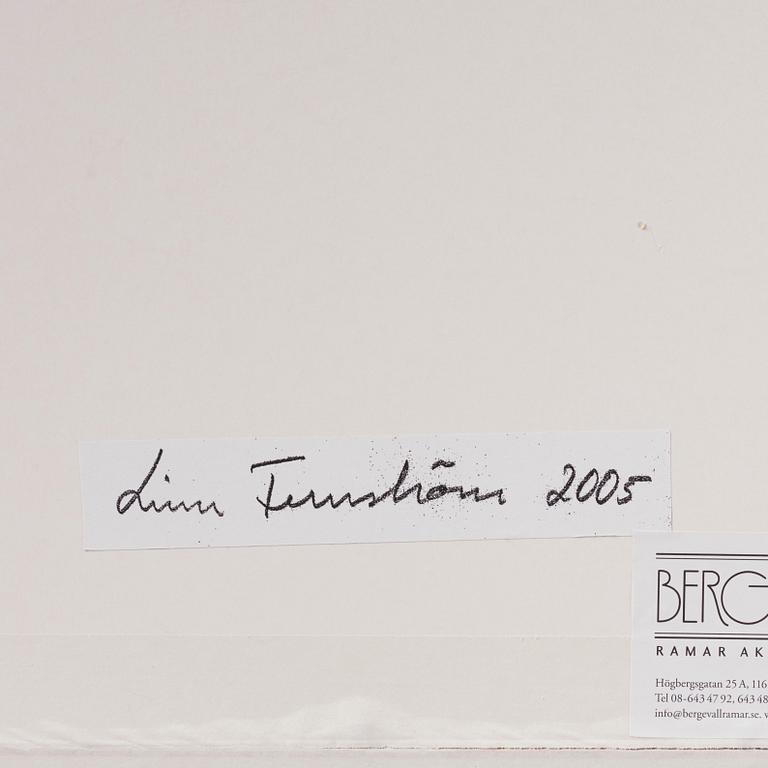 Linn Fernström 2005
BERG
RAMAR AK
Högbergsgatan 25 A, 116
Tel 08-643 47 92, 643 48
info@bergevallramar.se.